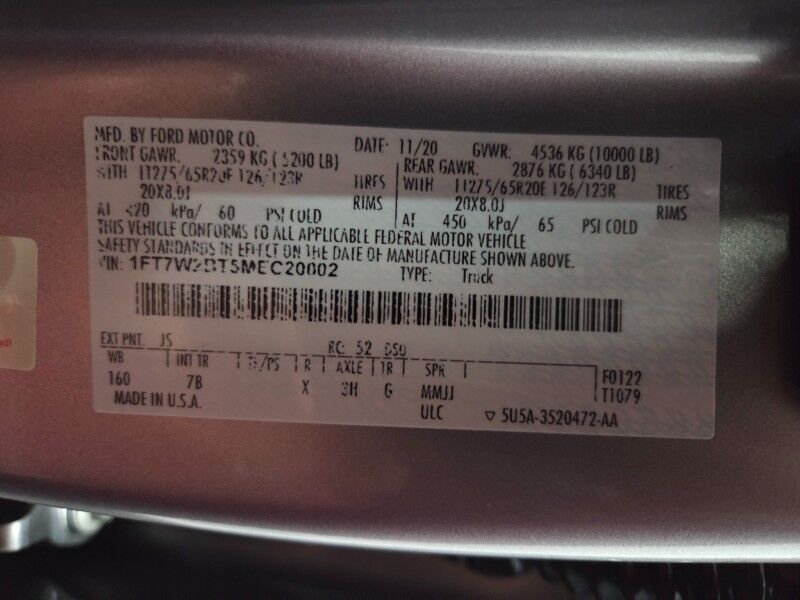 MFD. BY FORD MOTOR CO.
DATE: 11/20 GVWR: 4536 KG (10000 LB)
FRONT GAWR: 2359 KG (5200 LB)
REAR GAWR: 2876 KG (6340 LB)
WITH LT275/65R20E 126/123R TIRES
WITH LT275/65R20E 126/123R TIRES
20X8.0J RIMS
20X8.0J RIMS
AT 420 kPa/ 60 PSI COLD
AT 450 kPa/ 65 PSI COLD
THIS VEHICLE CONFORMS TO ALL APPLICABLE FEDERAL MOTOR VEHICLE
SAFETY STANDARDS IN EFFECT ON THE DATE OF MANUFACTURE SHOWN ABOVE.
VIN: 1FT7W2BT5MEC20002
TYPE: Truck
EXT PNT: JS RC: 52
WB INT TR TP/PS R AXLE TR SPR
160 7B X 3H G MMJJ
F0122
T1079
MADE IN U.S.A. ULC ▽ 5U5A-3520472-AA